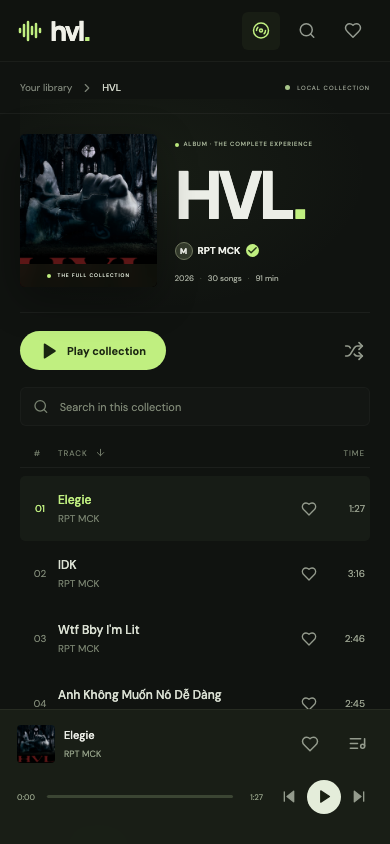 hvl.
Your library > HVL
LOCAL COLLECTION
ALBUM · THE COMPLETE EXPERIENCE
HVL.
M RPT MCK
2026 · 30 songs · 91 min
THE FULL COLLECTION
Play collection
Search in this collection
# TRACK ↓ TIME
01 Elegie 1:27
RPT MCK
02 IDK 3:16
RPT MCK
03 Wtf Bby I'm Lit 2:46
RPT MCK
04 Anh Không Muốn Nó Dễ Dàng 2:45
Elegie
RPT MCK
0:00 1:27